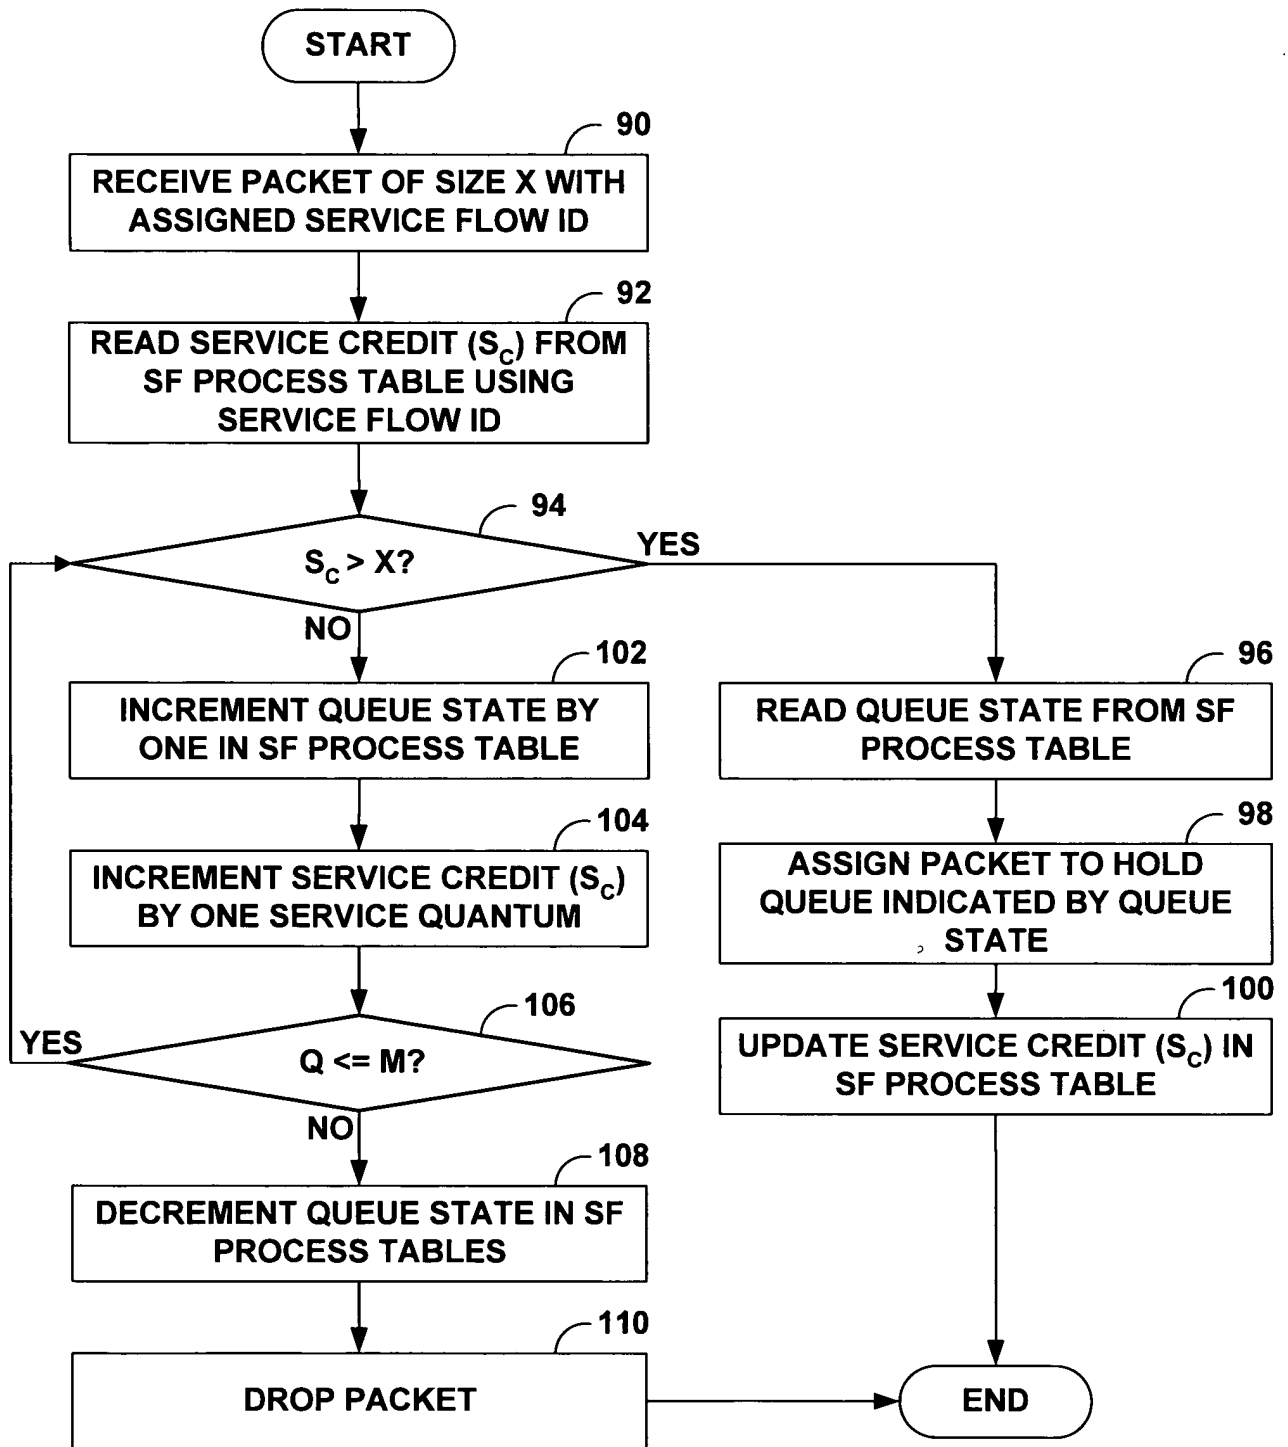 START
90
RECEIVE PACKET OF SIZE X WITH
ASSIGNED SERVICE FLOW ID
92
READ SERVICE CREDIT (S_C) FROM
SF PROCESS TABLE USING
SERVICE FLOW ID
94
S_C > X?
YES
NO
102
INCREMENT QUEUE STATE BY
ONE IN SF PROCESS TABLE
104
INCREMENT SERVICE CREDIT (S_C)
BY ONE SERVICE QUANTUM
106
Q <= M?
YES
NO
108
DECREMENT QUEUE STATE IN SF
PROCESS TABLES
110
DROP PACKET
96
READ QUEUE STATE FROM SF
PROCESS TABLE
98
ASSIGN PACKET TO HOLD
QUEUE INDICATED BY QUEUE
STATE
100
UPDATE SERVICE CREDIT (S_C) IN
SF PROCESS TABLE
END